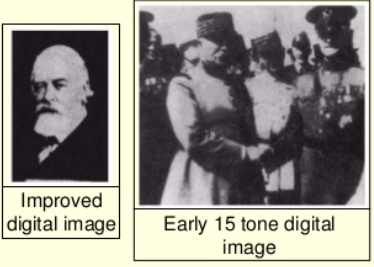 Improved
digital image
Early 15 tone digital
image